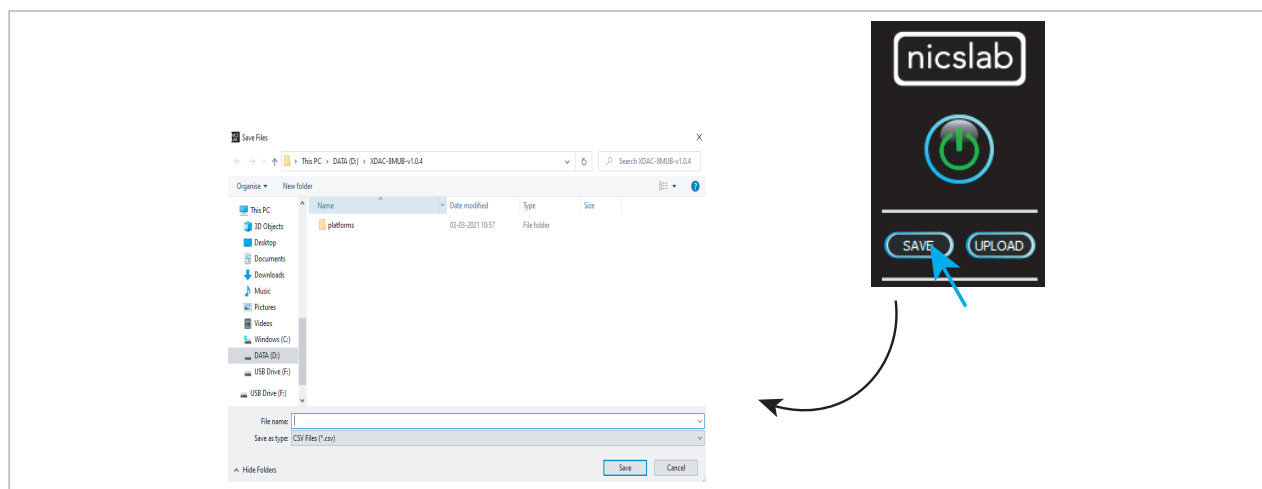 nicslab
SAVE UPLOAD
Save Files X
This PC > DATA (D:) > XDAC-8MUB-v1.0.4 Search XDAC-8MUB-v1.0.4
Organise New folder
Name Date modified Type Size
platforms 03-03-2021 10:57 File folder
This PC
3D Objects
Desktop
Documents
Downloads
Music
Pictures
Videos
Windows (C:)
DATA (D:)
USB Drive (F:)
USB Drive (F:)
File name:
Save as type: CSV Files (*.csv)
Hide Folders Save Cancel